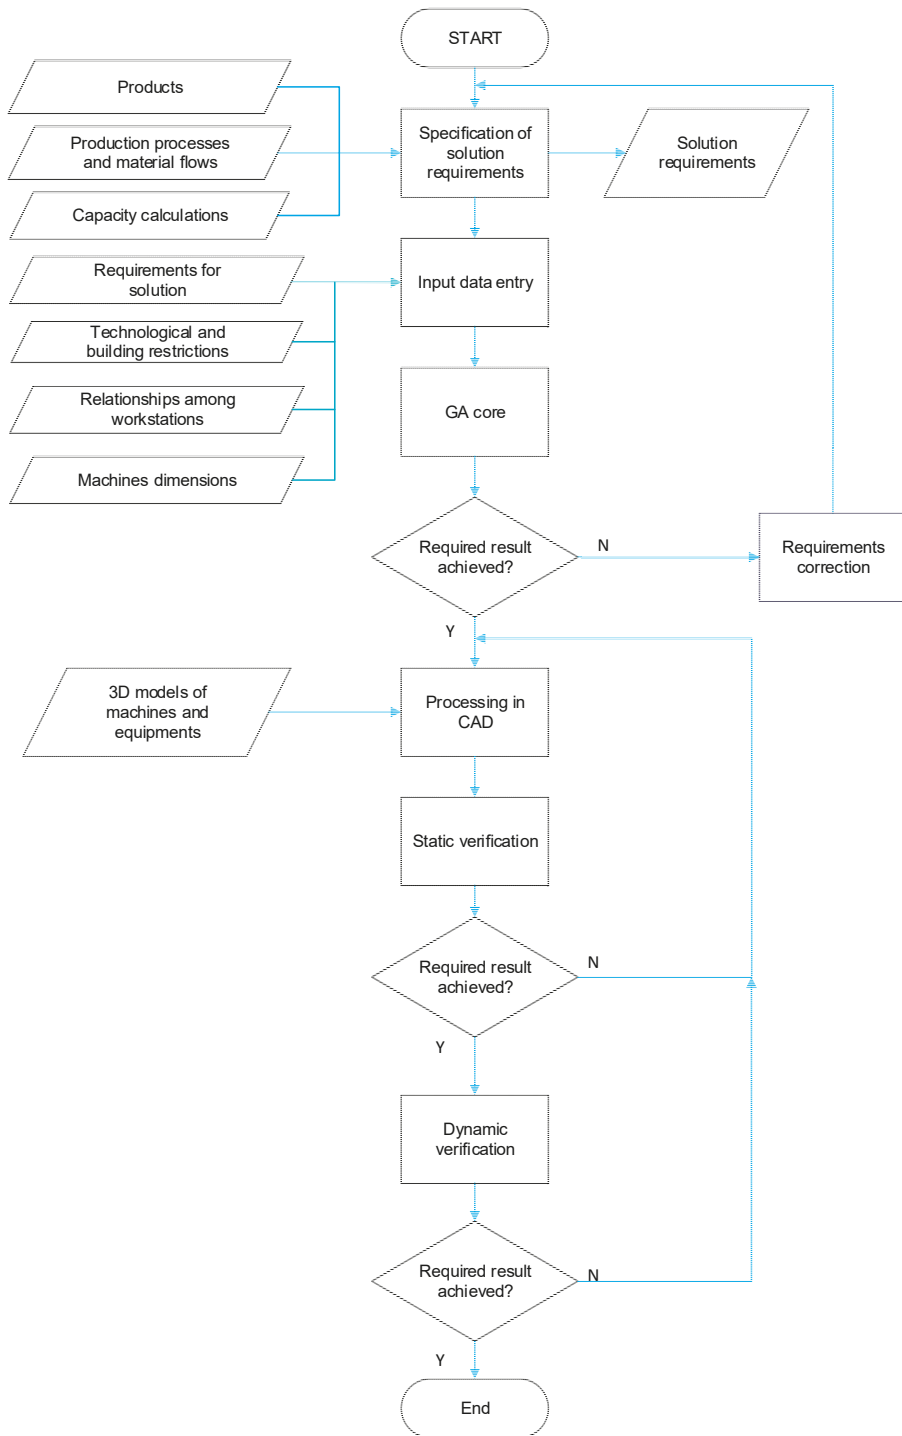 START
Products
Production processes
and material flows
Capacity calculations
Specification of
solution
requirements
Solution
requirements
Requirements for
solution
Technological and
building restrictions
Relationships among
workstations
Machines dimensions
Input data entry
GA core
Required result
achieved?
N
Requirements
correction
Y
3D models of
machines and
equipments
Processing in
CAD
Static verification
Required result
achieved?
N
Y
Dynamic
verification
Required result
achieved?
N
Y
End